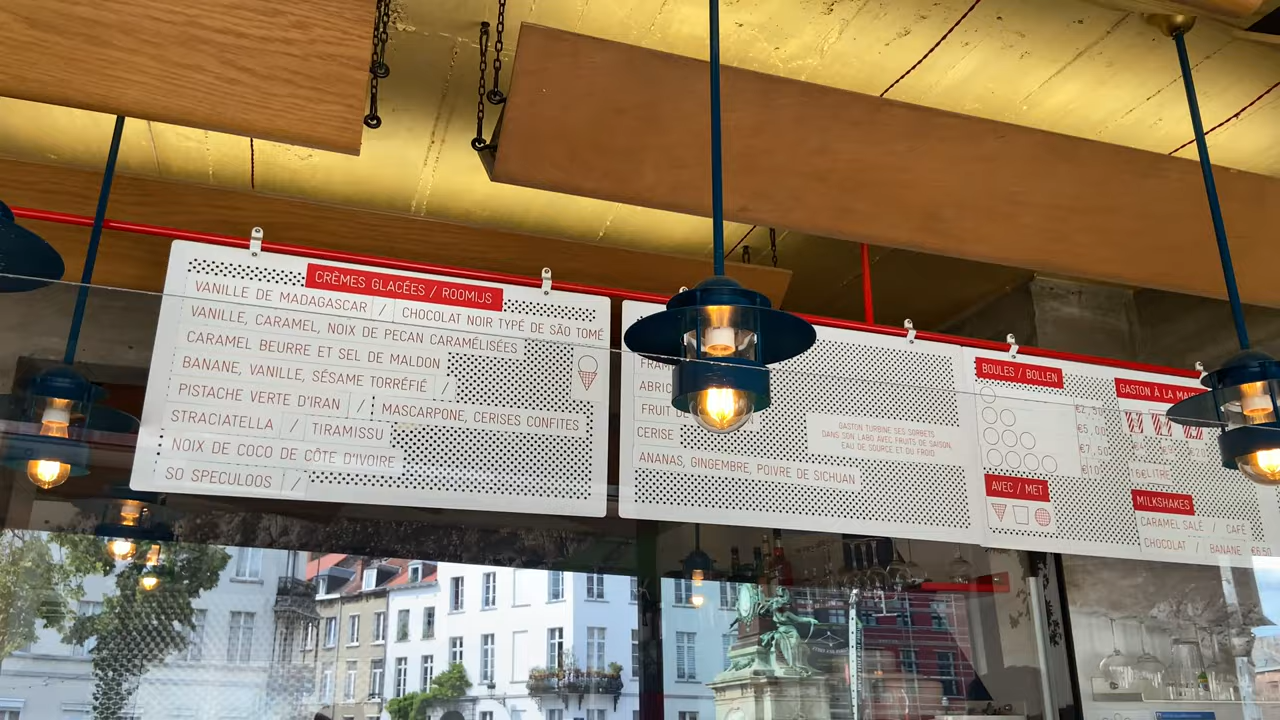 CRÈMES GLACÉES / ROOMIJS
VANILLE DE MADAGASCAR / CHOCOLAT NOIR TYPÉ DE SÃO TOMÉ
VANILLE, CARAMEL, NOIX DE PECAN CARAMÉLISÉES
CARAMEL BEURRE ET SEL DE MALDON
BANANE, VANILLE, SÉSAME TORRÉFIÉ /
PISTACHE VERTE D'IRAN / MASCARPONE, CERISES CONFITES
STRACIATELLA / TIRAMISSU
NOIX DE COCO DE CÔTE D'IVOIRE
SO SPECULOOS /
FRUIT DE
CERISE
ANANAS, GINGEMBRE, POIVRE DE SICHUAN
GASTON TURBINE SES SORBETS
DANS SON LABO AVEC FRUITS DE SAISON,
EAU DE SOURCE ET DU FROID
BOULES / BOLLEN
€2,50
€5,00
€7,50
€10
AVEC / MET
GASTON À LA
LITRE
MILKSHAKES
CARAMEL SALÉ / CAFÉ
CHOCOLAT / BANANE €6,50